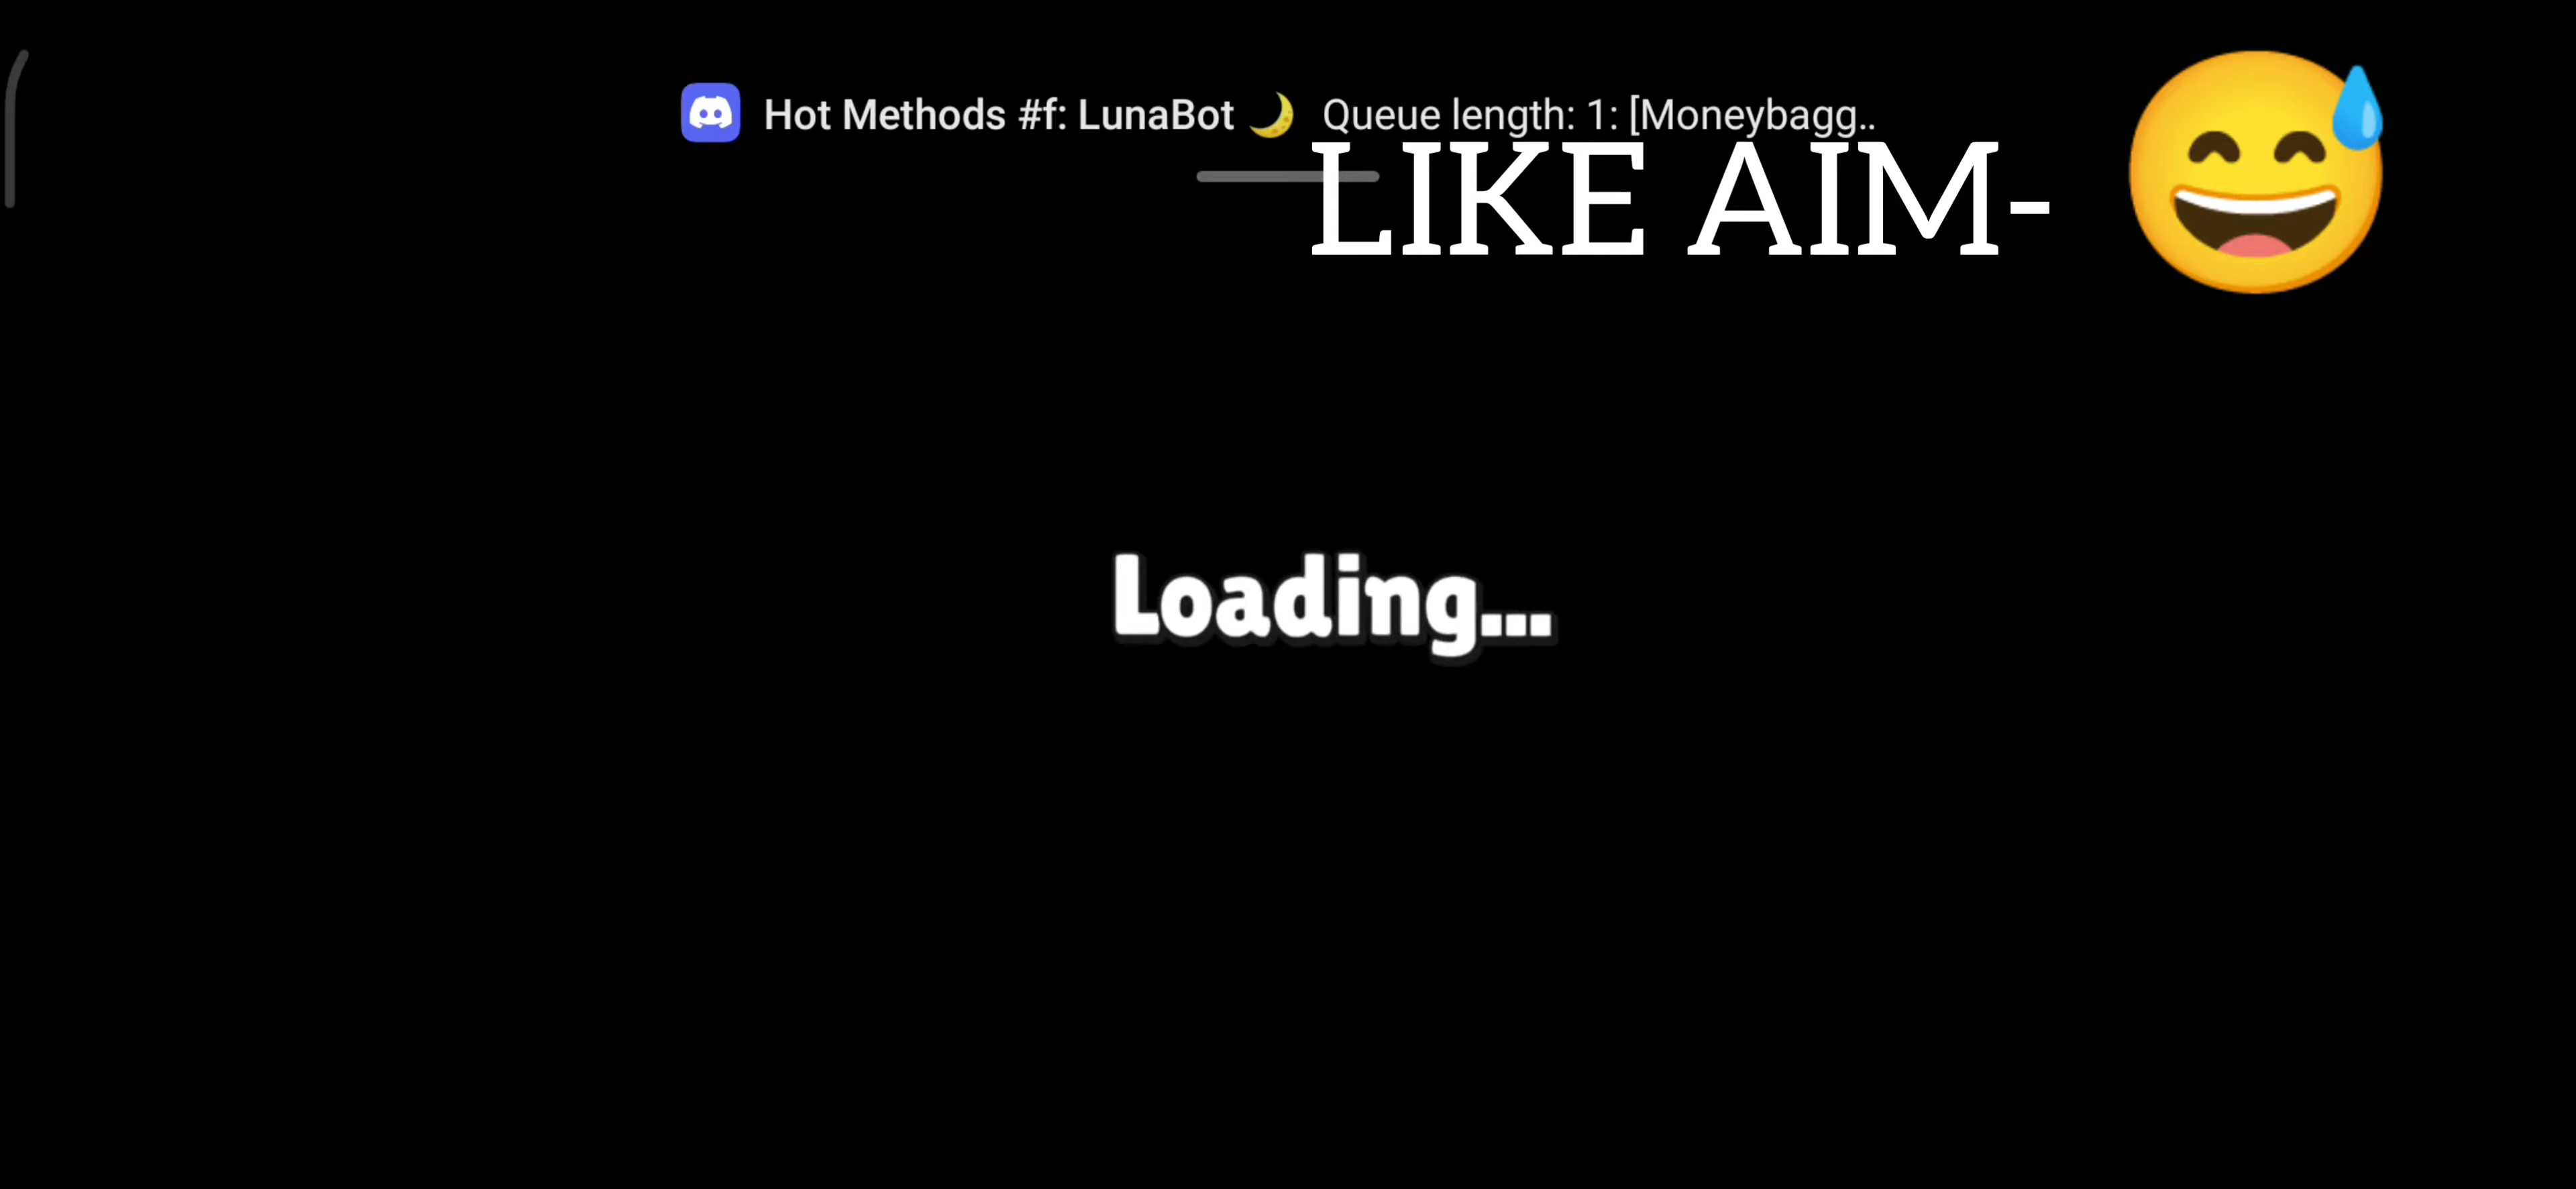 Hot Methods #f: LunaBot 🌙 Queue length: 1: [Moneybagg..
LIKE AIM- 😅
Loading...